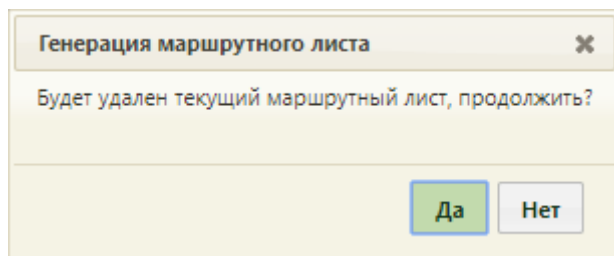 Генерация маршрутного листа
Будет удален текущий маршрутный лист, продолжить?
Да Нет